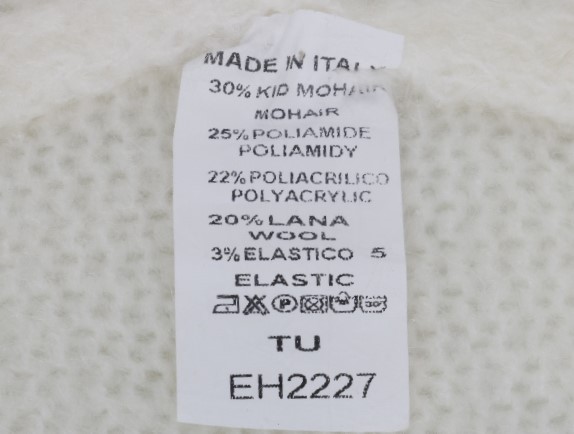 MADE IN ITALY
30% KID MOHAIR
MOHAIR
25% POLIAMIDE
POLIAMIDY
22% POLIACRILICO
POLYACRYLIC
20% LANA
WOOL
3% ELASTICO 5
ELASTIC
TU
EH2227